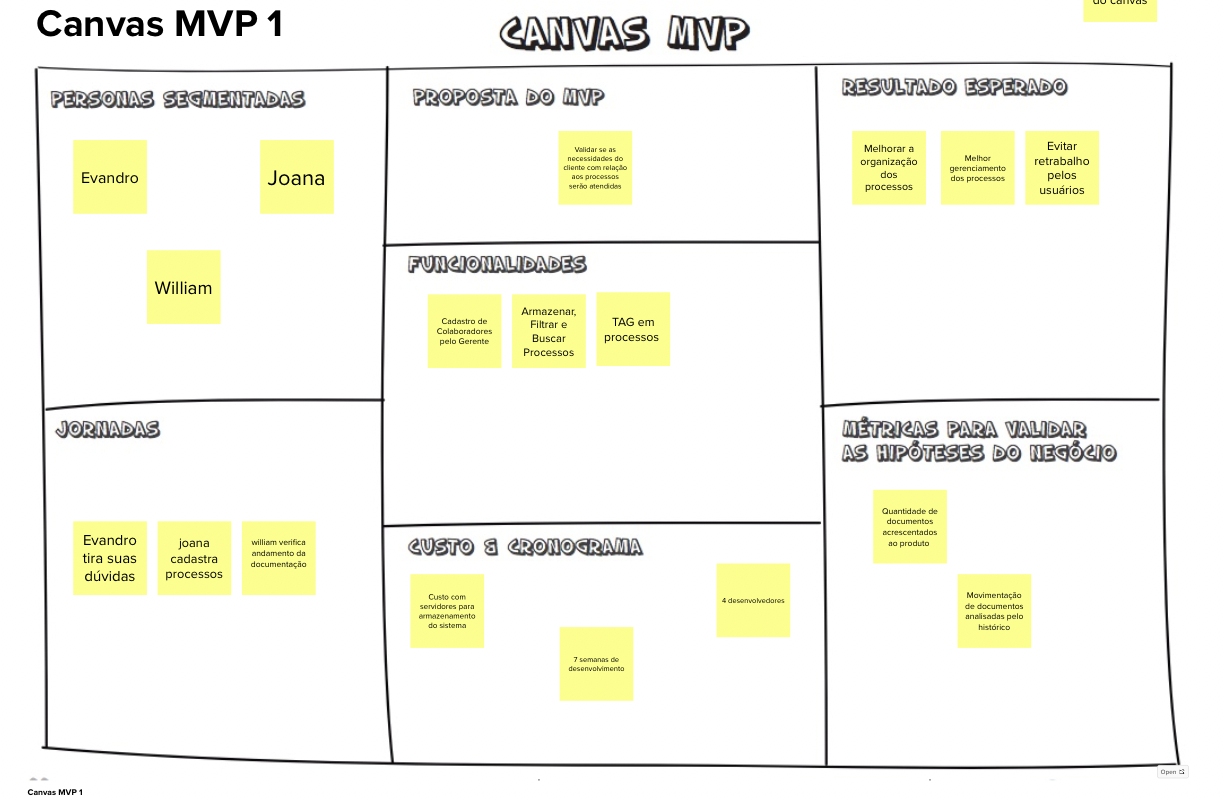 Canvas MVP 1
CANVAS MVP
do canvas
PERSONAS SEGMENTADAS
Evandro
Joana
William
PROPOSTA DO MVP
Validar se as
necessidades do
cliente com relação
aos processos
serão atendidas
RESULTADO ESPERADO
Melhorar a
organização
dos
processos
Melhor
gerenciamento
dos processos
Evitar
retrabalho
pelos
usuários
FUNCIONALIDADES
Cadastro de
Colaboradores
pelo Gerente
Armazenar,
Filtrar e
Buscar
Processos
TAG em
processos
JORNADAS
Evandro
tira suas
dúvidas
joana
cadastra
processos
william verifica
andamento da
documentação
CUSTO & CRONOGRAMA
Custo com
servidores para
armazenamento
do sistema
7 semanas de
desenvolvimento
4 desenvolvedores
MÉTRICAS PARA VALIDAR
AS HIPÓTESES DO NEGÓCIO
Quantidade de
documentos
acrescentados
ao produto
Movimentação
de documentos
analisadas pelo
histórico
Open
Canvas MVP 1